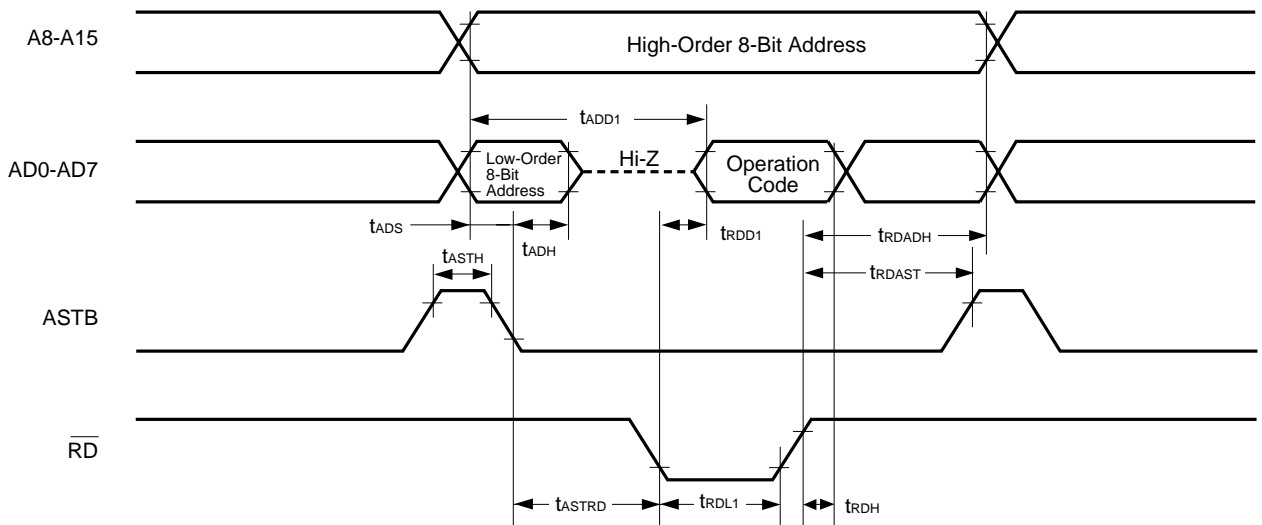 A8-A15
High-Order 8-Bit Address
tADD1
AD0-AD7
Low-Order
8-Bit
Address
Hi-Z
Operation
Code
tADS
tADH
tRDD1
tRDADH
tASTH
tRDAST
ASTB
RD
tASTRD
tRDL1
tRDH